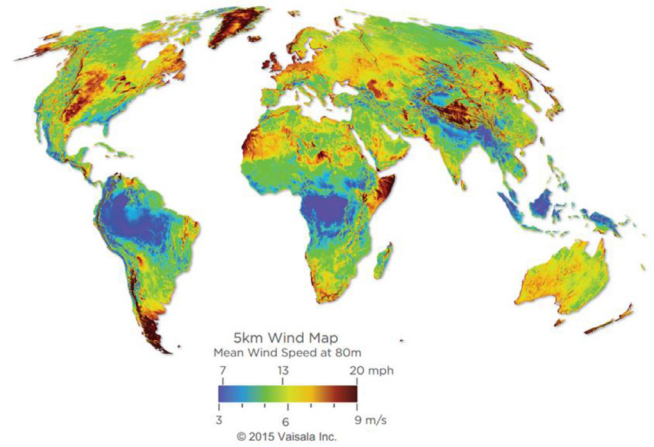 5km Wind Map
Mean Wind Speed at 80m
7 13 20 mph
3 6 9 m/s
© 2015 Vaisala Inc.